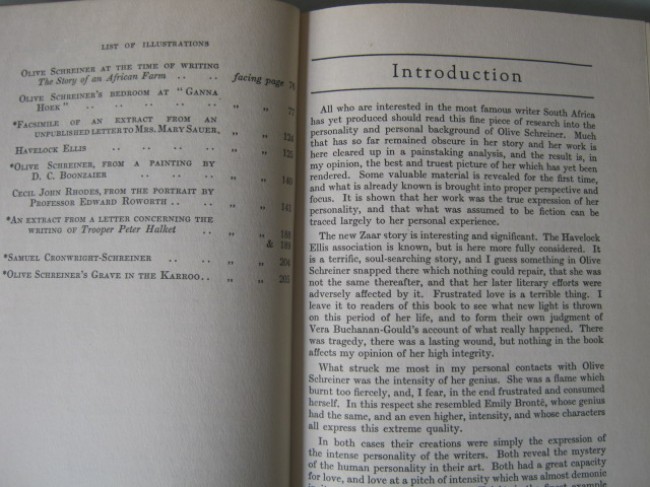 LIST OF ILLUSTRATIONS
OLIVE SCHREINER AT THE TIME OF WRITING
The Story of an African Farm .. .. facing page 76
OLIVE SCHREINER'S BEDROOM AT "GANNA
HOEK" .. .. .. .. .. „ „ 77
*FACSIMILE OF AN EXTRACT FROM AN
UNPUBLISHED LETTER TO MRS. MARY SAUER, „ „ 124
HAVELOCK ELLIS .. .. .. .. „ „ 125
*OLIVE SCHREINER, FROM A PAINTING BY
D. C. BOONZAIER .. .. .. .. „ „ 140
CECIL JOHN RHODES, FROM THE PORTRAIT BY
PROFESSOR EDWARD ROWORTH .. .. „ „ 141
*AN EXTRACT FROM A LETTER CONCERNING THE
WRITING OF Trooper Peter Halket .. „ „ 188
& 189
*SAMUEL CRONWRIGHT-SCHREINER .. .. „ „ 204
*OLIVE SCHREINER'S GRAVE IN THE KARROO.. „ „ 205
Introduction
All who are interested in the most famous writer South Africa
has yet produced should read this fine piece of research into the
personality and personal background of Olive Schreiner. Much
that has so far remained obscure in her story and her work is
here cleared up in a painstaking analysis, and the result is, in
my opinion, the best and truest picture of her which has yet been
rendered. Some valuable material is revealed for the first time,
and what is already known is brought into proper perspective and
focus. It is shown that her work was the true expression of her
personality, and that what was assumed to be fiction can be
traced largely to her personal experience.
The new Zaar story is interesting and significant. The Havelock
Ellis association is known, but is here more fully considered. It
is a terrific, soul-searching story, and I guess something in Olive
Schreiner snapped there which nothing could repair, that she was
not the same thereafter, and that her later literary efforts were
adversely affected by it. Frustrated love is a terrible thing. I
leave it to readers of this book to see what new light is thrown
on this period of her life, and to form their own judgment of
Vera Buchanan-Gould's account of what really happened. There
was tragedy, there was a lasting wound, but nothing in the book
affects my opinion of her high integrity.
What struck me most in my personal contacts with Olive
Schreiner was the intensity of her genius. She was a flame which
burnt too fiercely, and, I fear, in the end frustrated and consumed
herself. In this respect she resembled Emily Brontë, whose genius
had the same, and an even higher, intensity, and whose characters
all express this extreme quality.
In both cases their creations were simply the expression of
the intense personality of the writers. Both reveal the mystery
of the human personality in their art. Both had a great capacity
for love, and love at a pitch of intensity which was almost demonic
the finest example